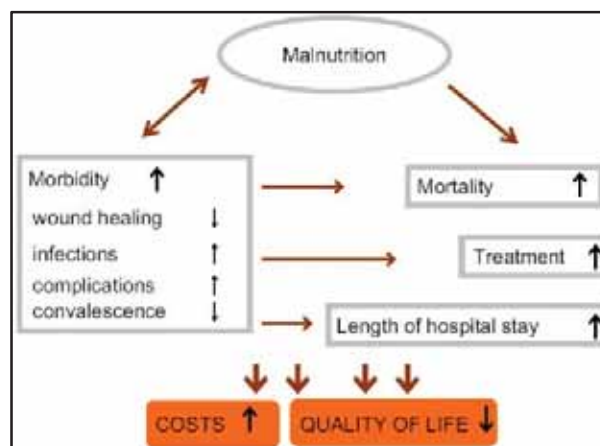 Malnutrition
Morbidity ↑
wound healing ↓
infections ↑
complications ↑
convalescence ↓
Mortality ↑
Treatment ↑
Length of hospital stay ↑
COSTS ↑
QUALITY OF LIFE ↓